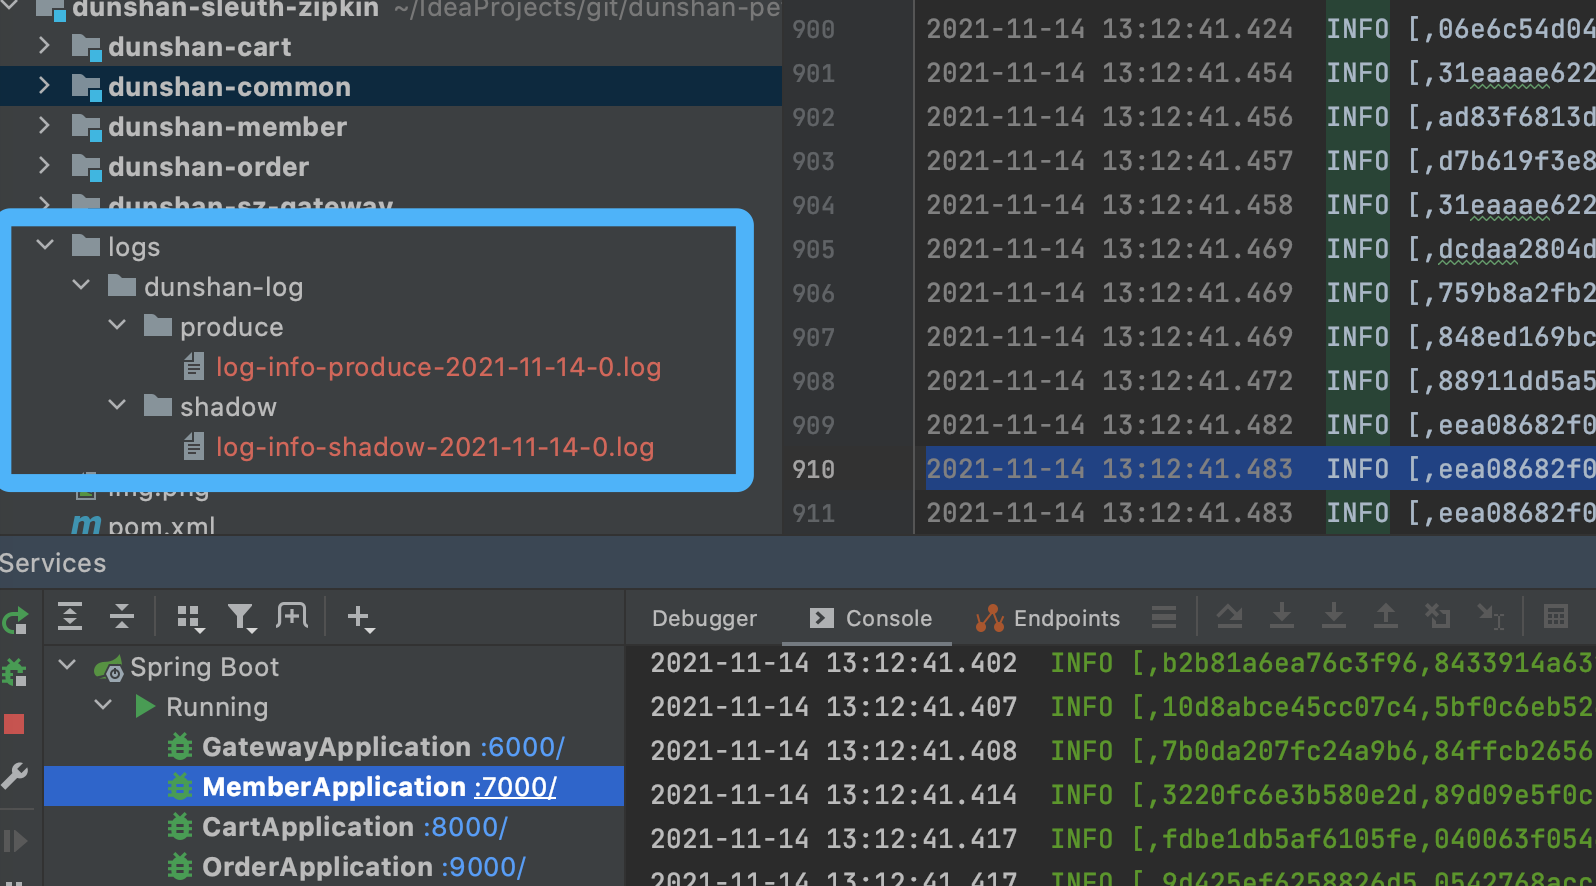 dunshan-sleuth-zipkin ~/IdeaProjects/git/dunshan-pe
dunshan-cart
dunshan-common
dunshan-member
dunshan-order
dunshan-sz-gateway
logs
dunshan-log
produce
log-info-produce-2021-11-14-0.log
shadow
log-info-shadow-2021-11-14-0.log
img.png
pom.xml
900 2021-11-14 13:12:41.424 INFO [,06e6c54d04
901 2021-11-14 13:12:41.454 INFO [,31eaaae622
902 2021-11-14 13:12:41.456 INFO [,ad83f6813d
903 2021-11-14 13:12:41.457 INFO [,d7b619f3e8
904 2021-11-14 13:12:41.458 INFO [,31eaaae622
905 2021-11-14 13:12:41.469 INFO [,dcdaa2804d
906 2021-11-14 13:12:41.469 INFO [,759b8a2fb2
907 2021-11-14 13:12:41.469 INFO [,848ed169bc
908 2021-11-14 13:12:41.472 INFO [,88911dd5a5
909 2021-11-14 13:12:41.482 INFO [,eea08682f0
910 2021-11-14 13:12:41.483 INFO [,eea08682f0
911 2021-11-14 13:12:41.483 INFO [,eea08682f0
Services
Spring Boot
Running
GatewayApplication :6000/
MemberApplication :7000/
CartApplication :8000/
OrderApplication :9000/
Debugger Console Endpoints
2021-11-14 13:12:41.402 INFO [,b2b81a6ea76c3f96,8433914a63
2021-11-14 13:12:41.407 INFO [,10d8abce45cc07c4,5bf0c6eb52
2021-11-14 13:12:41.408 INFO [,7b0da207fc24a9b6,84ffcb2656
2021-11-14 13:12:41.414 INFO [,3220fc6e3b580e2d,89d09e5f0c
2021-11-14 13:12:41.417 INFO [,fdbe1db5af6105fe,040063f054
2021-11-14 13:12:41.417 INFO [,9d425ef6258826d5,0542768acc